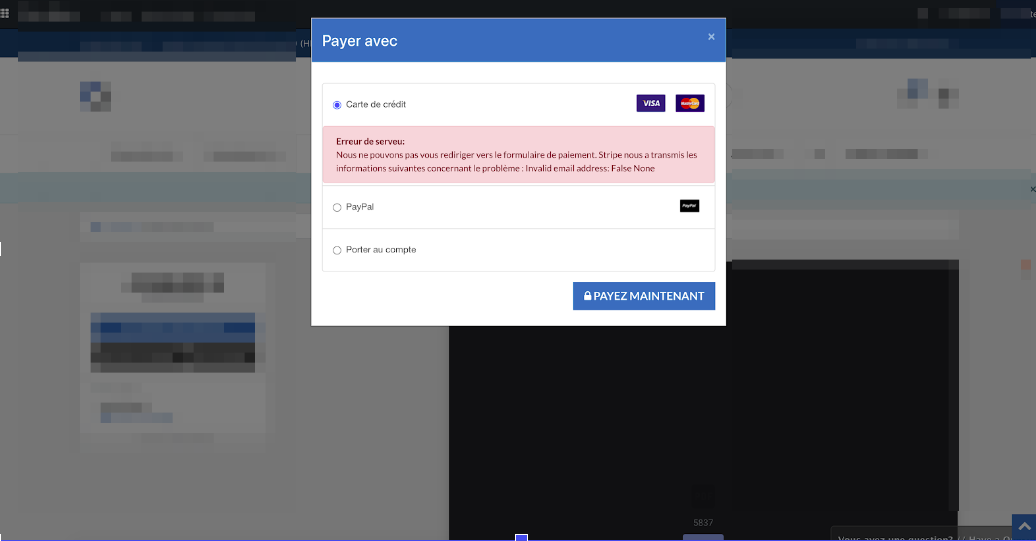 Payer avec
×
(H
Carte de crédit
VISA
MasterCard
Erreur de serveu:
Nous ne pouvons pas vous rediriger vers le formulaire de paiement. Stripe nous a transmis les
informations suivantes concernant le problème : Invalid email address: False None
PayPal
PayPal
Porter au compte
PAYEZ MAINTENANT
5837
Vous avez une question? // Have a